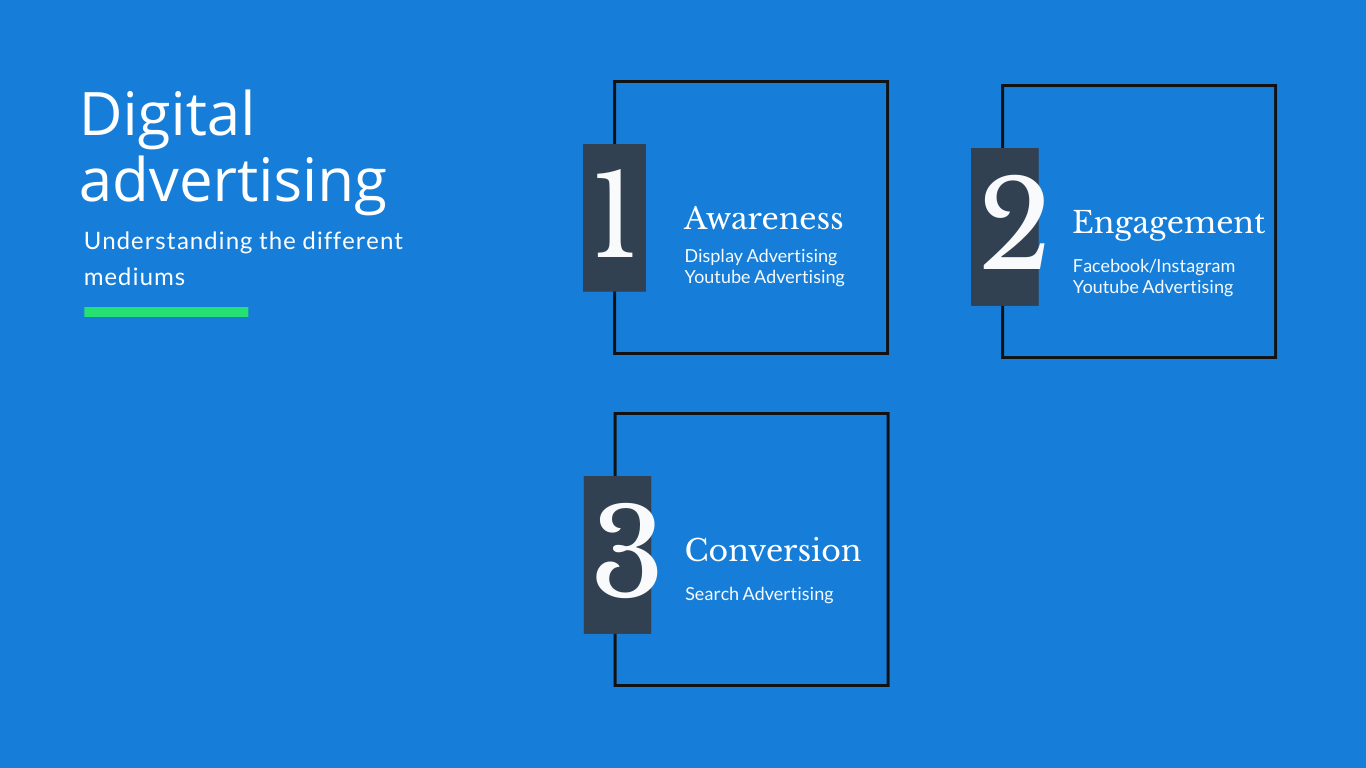 Digital
advertising
Understanding the different
mediums
1
Awareness
Display Advertising
Youtube Advertising
2
Engagement
Facebook/Instagram
Youtube Advertising
3
Conversion
Search Advertising